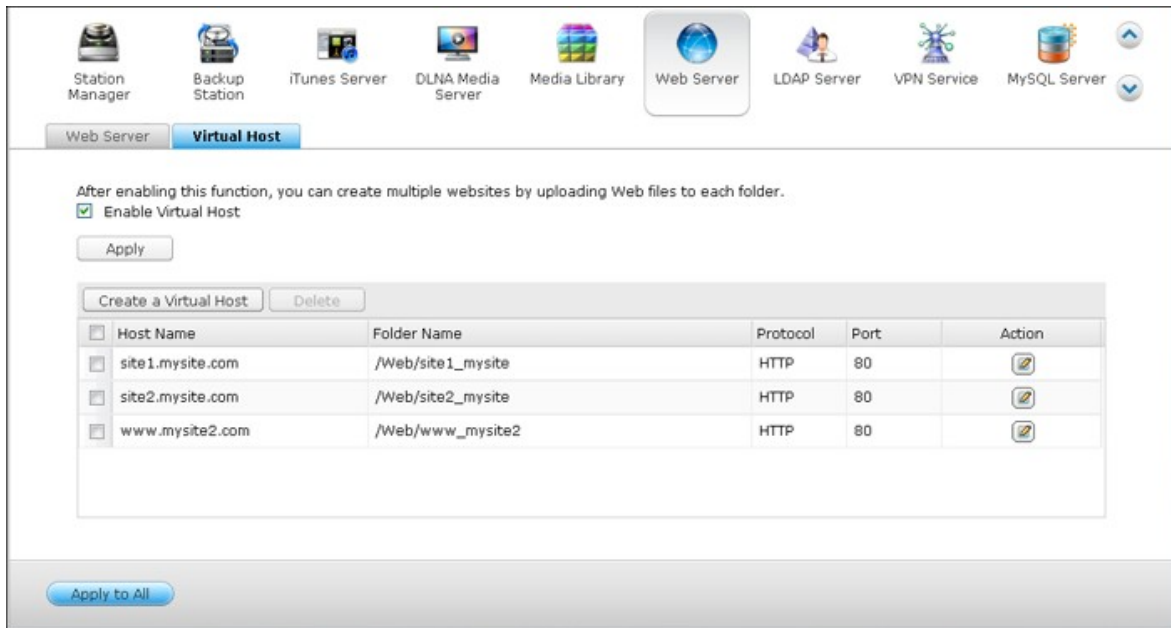 Station Manager
Backup Station
iTunes Server
DLNA Media Server
Media Library
Web Server
LDAP Server
VPN Service
MySQL Server
Web Server
Virtual Host
After enabling this function, you can create multiple websites by uploading Web files to each folder.
Enable Virtual Host
Apply
Create a Virtual Host Delete
Host Name Folder Name Protocol Port Action
site1.mysite.com /Web/site1_mysite HTTP 80
site2.mysite.com /Web/site2_mysite HTTP 80
www.mysite2.com /Web/www_mysite2 HTTP 80
Apply to All